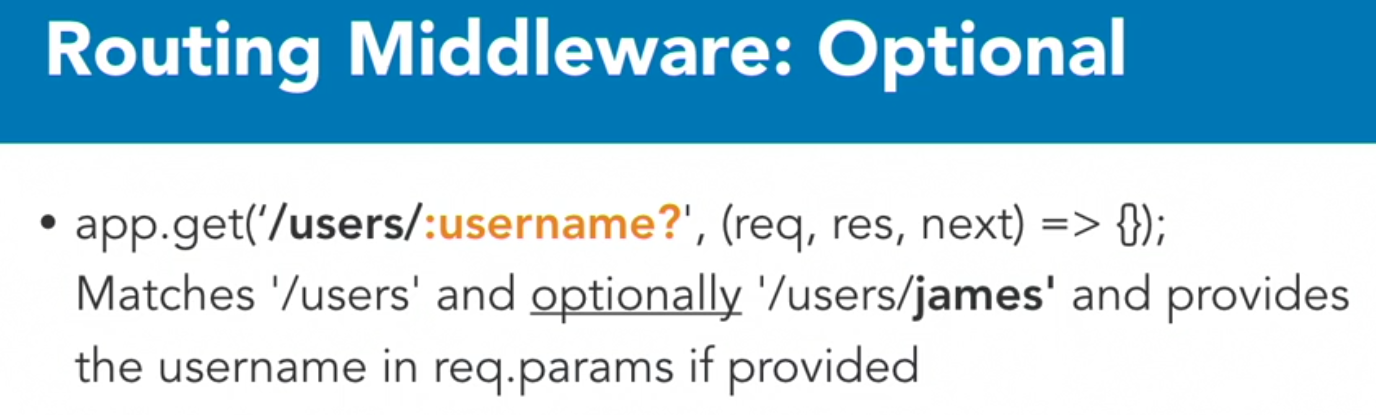 Routing Middleware: Optional
• app.get(‘/users/:username?', (req, res, next) => {});
Matches '/users' and optionally '/users/james' and provides
the username in req.params if provided